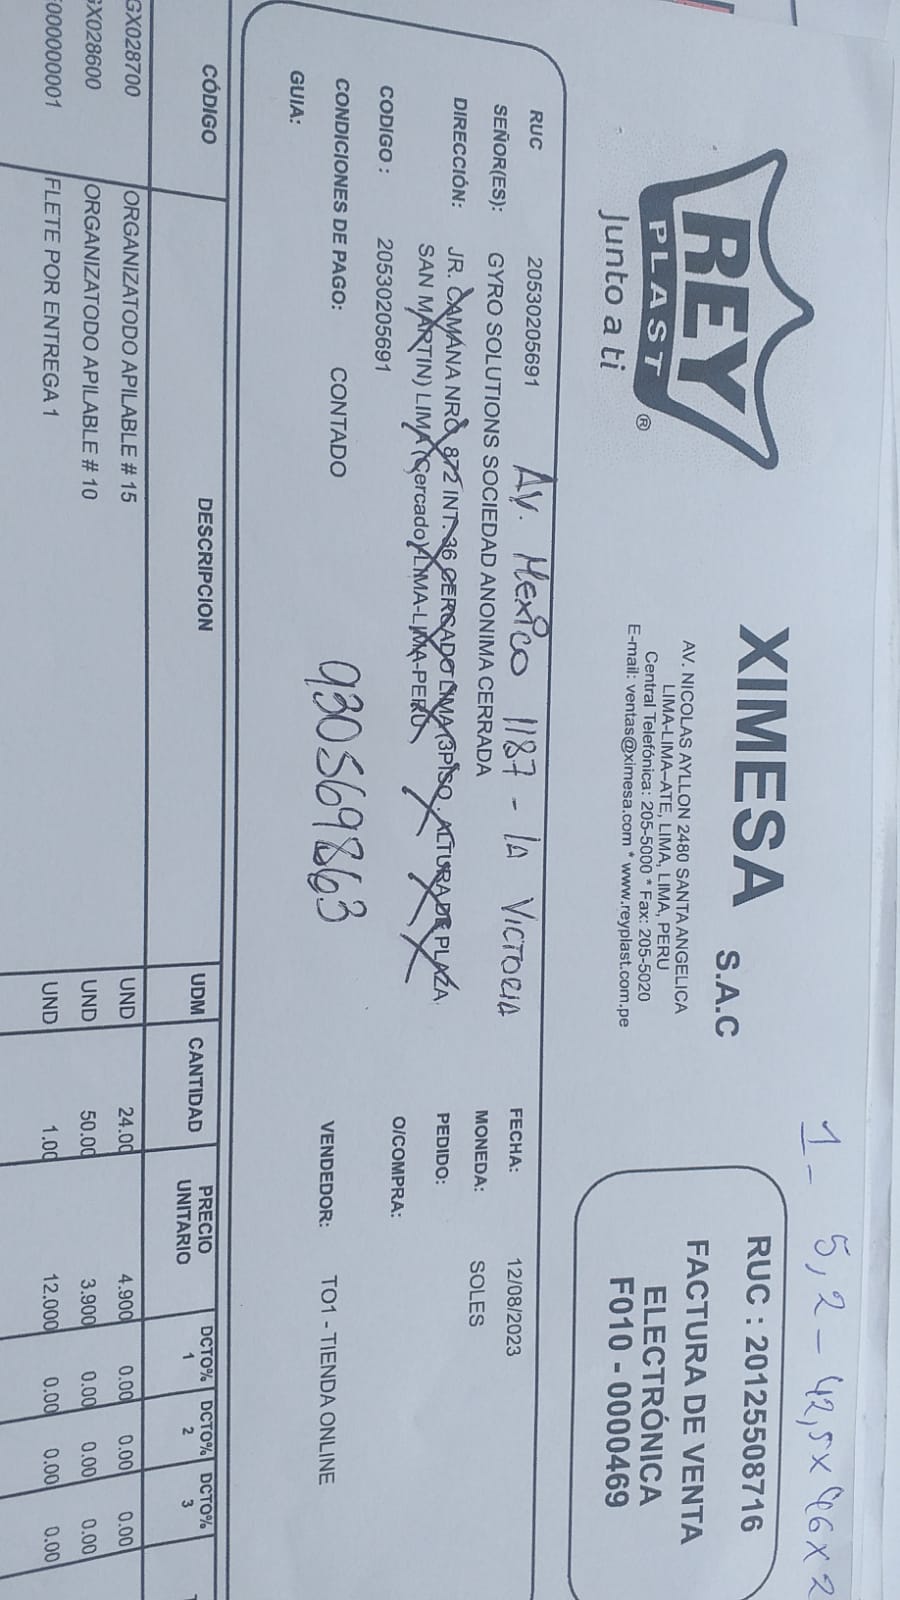 1- 5,2 - 42,5 x 46 x 2
REY
PLAST®
Junto a ti
XIMESA S.A.C
AV. NICOLAS AYLLON 2480 SANTA ANGELICA
LIMA-LIMA–ATE, LIMA, LIMA, PERU
Central Telefónica: 205-5000 * Fax: 205-5020
E-mail: ventas@ximesa.com * www.reyplast.com.pe
RUC : 20125508716
FACTURA DE VENTA
ELECTRÓNICA
F010 - 0000469
RUC 20530205691
Av. Mexico 1187 - La Victoria
SEÑOR(ES): GYRO SOLUTIONS SOCIEDAD ANONIMA CERRADA
DIRECCIÓN: JR. CAMANA NRO. 872 INT. 36 CERCADO LIMA (3PISO . ALTURA DE PLAZA
SAN MARTIN) LIMA (Cercado)-LIMA-LIMA-PERU
CODIGO : 20530205691
CONDICIONES DE PAGO: CONTADO
930569863
GUIA:
FECHA: 12/08/2023
MONEDA: SOLES
PEDIDO:
O/COMPRA:
VENDEDOR: TO1 - TIENDA ONLINE
CÓDIGO DESCRIPCION UDM CANTIDAD PRECIO UNITARIO DCTO% 1 DCTO% 2 DCTO% 3
GX028700 ORGANIZATODO APILABLE # 15 UND 24.00 4.900 0.00 0.00 0.00
GX028600 ORGANIZATODO APILABLE # 10 UND 50.00 3.900 0.00 0.00 0.00
000000001 FLETE POR ENTREGA 1 UND 1.00 12.000 0.00 0.00 0.00